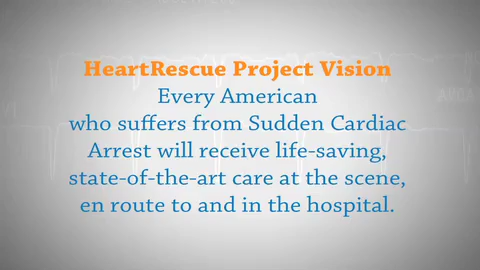 HeartRescue Project Vision
Every American
who suffers from Sudden Cardiac
Arrest will receive life-saving,
state-of-the-art care at the scene,
en route to and in the hospital.